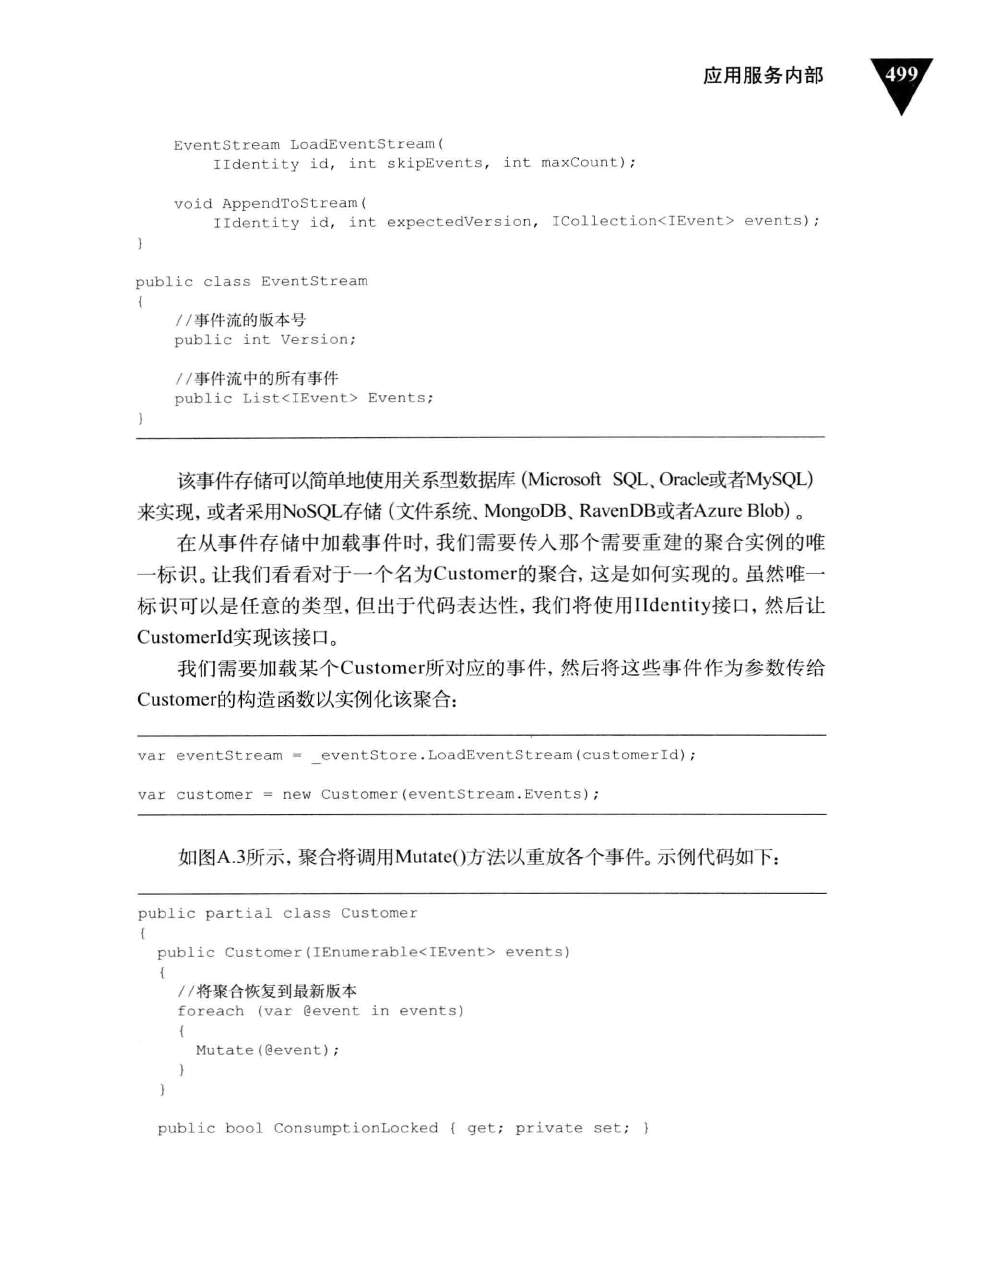 应用服务内部
499
EventStream LoadEventStream(
IIdentity id, int skipEvents, int maxCount);
void AppendToStream(
IIdentity id, int expectedVersion, ICollection<IEvent> events);
}
public class EventStream
{
//事件流的版本号
public int Version;
//事件流中的所有事件
public List<IEvent> Events;
}
该事件存储可以简单地使用关系型数据库 (Microsoft SQL、Oracle或者MySQL)
来实现, 或者采用NoSQL存储 (文件系统、MongoDB、RavenDB或者Azure Blob) 。
在从事件存储中加载事件时, 我们需要传入那个需要重建的聚合实例的唯
一标识。让我们看看对于一个名为Customer的聚合, 这是如何实现的。虽然唯一
标识可以是任意的类型, 但出于代码表达性, 我们将使用IIdentity接口, 然后让
CustomerId实现该接口。
我们需要加载某个Customer所对应的事件, 然后将这些事件作为参数传给
Customer的构造函数以实例化该聚合:
var eventStream = _eventStore.LoadEventStream(customerId);
var customer = new Customer(eventStream.Events);
如图A.3所示, 聚合将调用Mutate()方法以重放各个事件。示例代码如下:
public partial class Customer
{
public Customer(IEnumerable<IEvent> events)
{
//将聚合恢复到最新版本
foreach (var @event in events)
{
Mutate(@event);
}
}
public bool ConsumptionLocked { get; private set; }